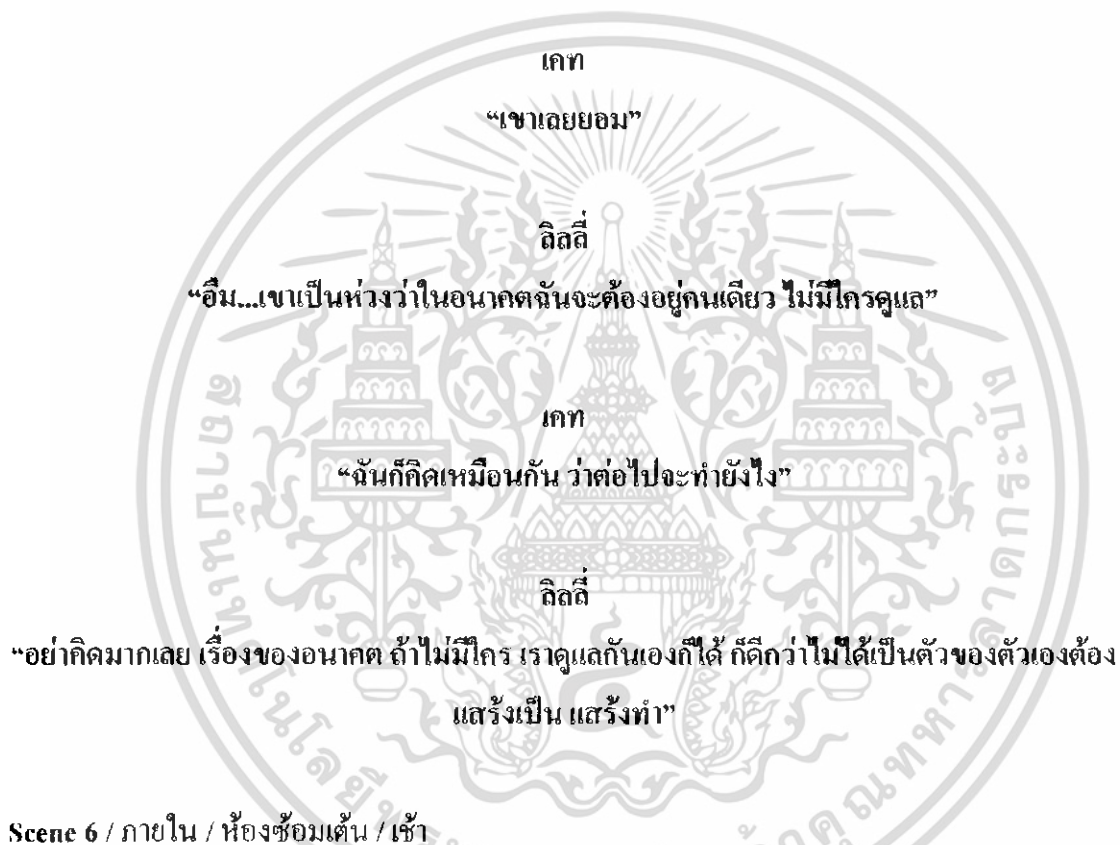 เคท
“เขาเลยยอม”
ลิลลี่
“อืม...เขาเป็นห่วงว่าในอนาคตฉันจะต้องอยู่คนเดียว ไม่มีใครดูแล”
เคท
“ฉันก็คิดเหมือนกัน ว่าต่อไปจะทำยังไง”
ลิลลี่
“อย่าคิดมากเลย เรื่องของอนาคต ถ้าไม่มีใคร เราดูแลกันเองก็ได้ ก็ดีกว่าไม่ได้เป็นตัวของตัวเองต้อง
แสร้งเป็น แสร้งทำ”
Scene 6 / ภายใน / ห้องซ้อมเต้น / เช้า